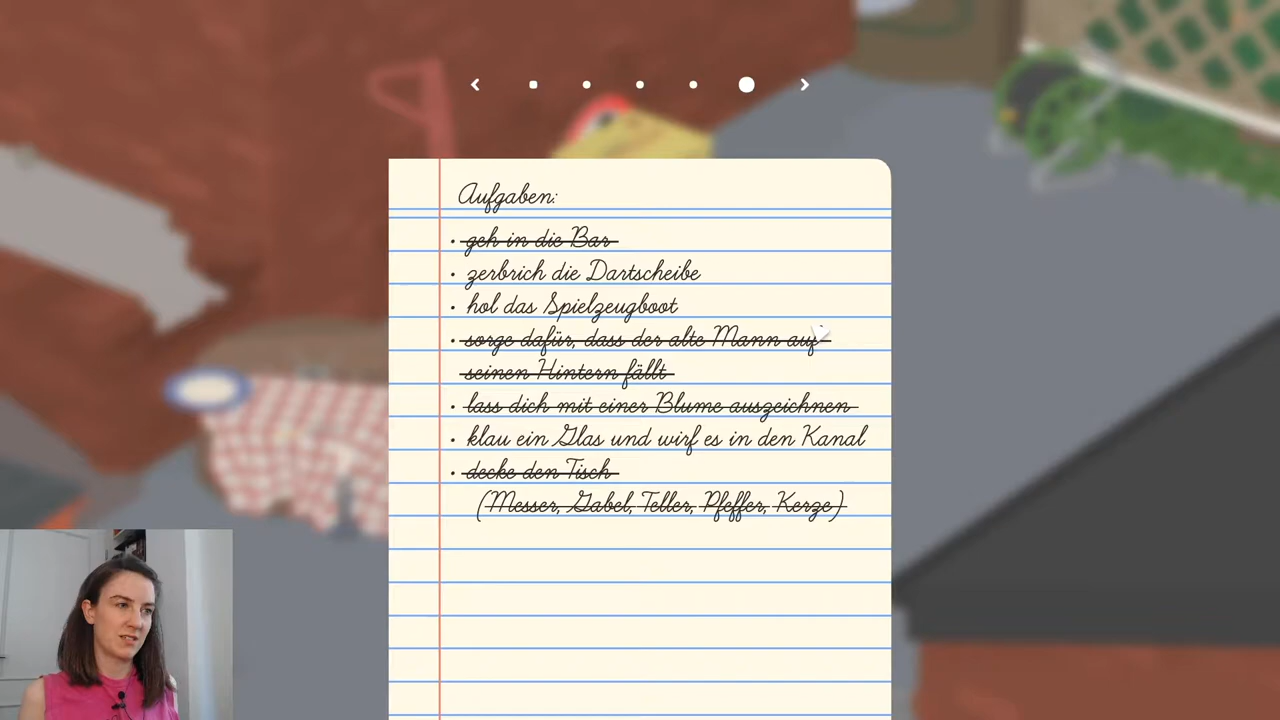 Aufgaben:
• geh in die Bar
• zerbrich die Dartscheibe
• hol das Spielzeugboot
• sorge dafür, dass der alte Mann auf
seinen Hintern fällt
• lass dich mit einer Blume auszeichnen
• klau ein Glas und wirf es in den Kanal
• decke den Tisch
(Messer, Gabel, Teller, Pfeffer, Kerze)